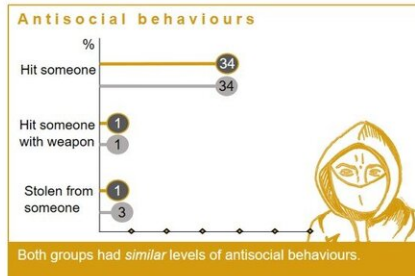 Antisocial behaviours
%
Hit someone
34
34
Hit someone
with weapon
1
1
Stolen from
someone
1
3
Both groups had similar levels of antisocial behaviours.